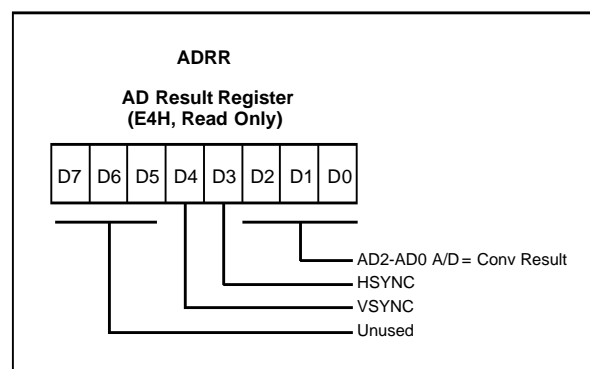 ADRR
AD Result Register
(E4H, Read Only)
D7 D6 D5 D4 D3 D2 D1 D0
AD2-AD0 A/D = Conv Result
HSYNC
VSYNC
Unused